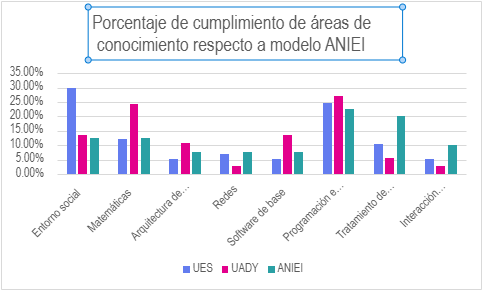 Porcentaje de cumplimiento de áreas de
conocimiento respecto a modelo ANIEI
35.00%
30.00%
25.00%
20.00%
15.00%
10.00%
5.00%
0.00%
Entorno social
Matemáticas
Arquitectura de...
Redes
Software de base
Programación e...
Tratamiento de...
Interacción...
UES UADY ANIEI